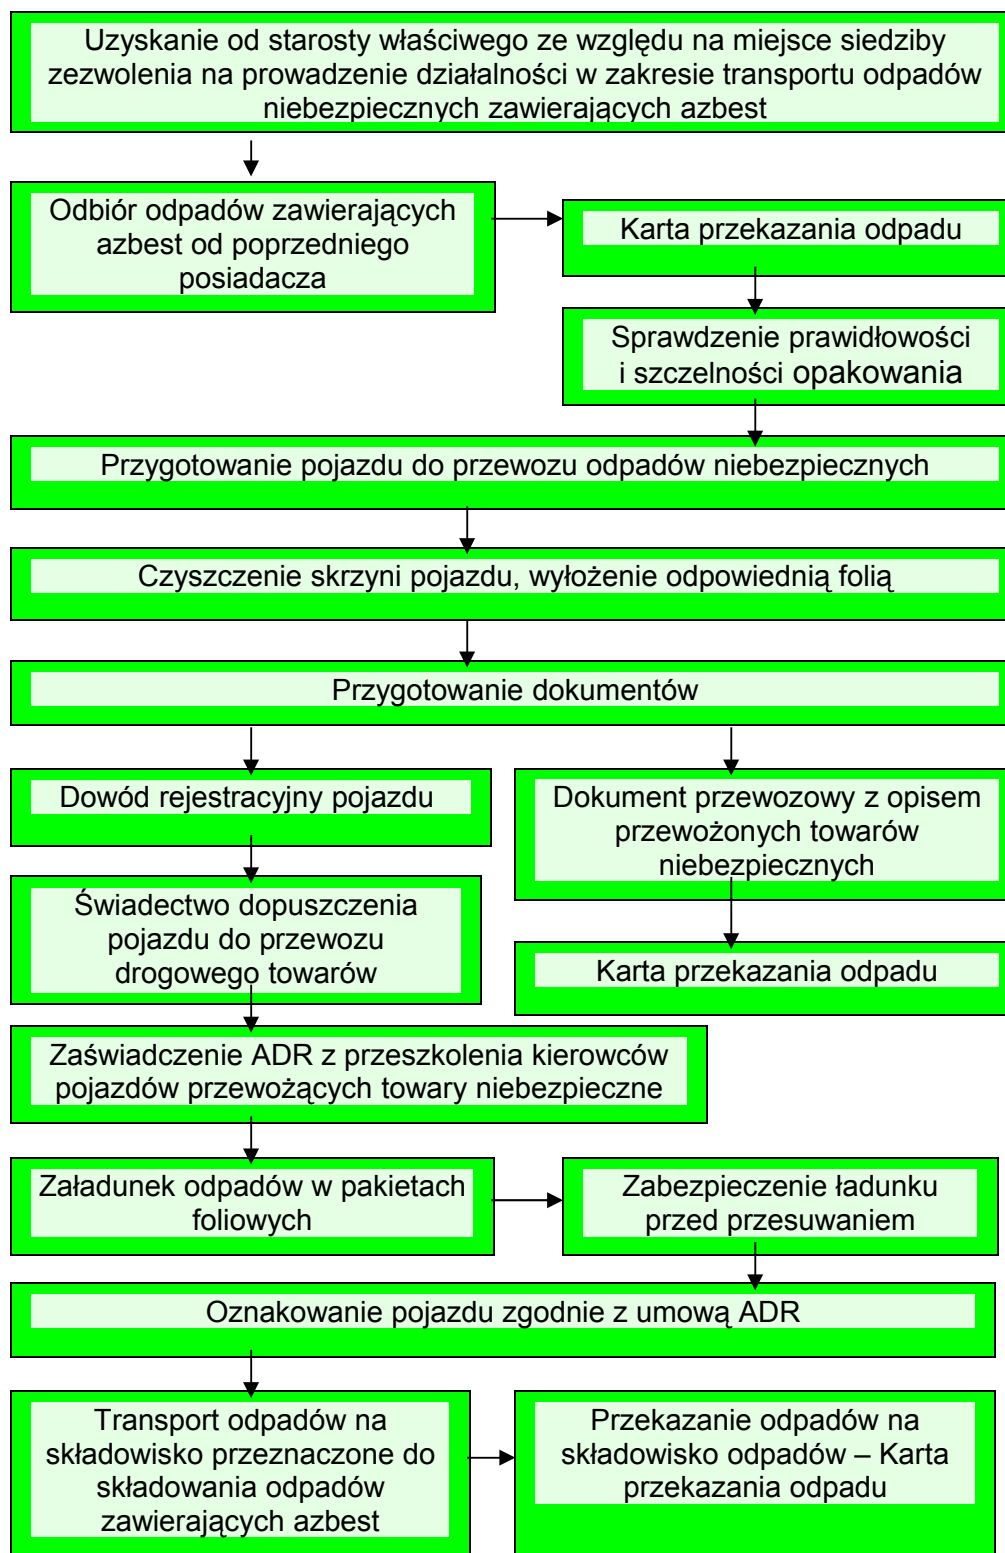 Uzyskanie od starosty właściwego ze względu na miejsce siedziby
zezwolenia na prowadzenie działalności w zakresie transportu odpadów
niebezpiecznych zawierających azbest
Odbiór odpadów zawierających
azbest od poprzedniego
posiadacza
Karta przekazania odpadu
Sprawdzenie prawidłowości
i szczelności opakowania
Przygotowanie pojazdu do przewozu odpadów niebezpiecznych
Czyszczenie skrzyni pojazdu, wyłożenie odpowiednią folią
Przygotowanie dokumentów
Dowód rejestracyjny pojazdu
Świadectwo dopuszczenia
pojazdu do przewozu
drogowego towarów
Dokument przewozowy z opisem
przewożonych towarów
niebezpiecznych
Karta przekazania odpadu
Zaświadczenie ADR z przeszkolenia kierowców
pojazdów przewożących towary niebezpieczne
Załadunek odpadów w pakietach
foliowych
Zabezpieczenie ładunku
przed przesuwaniem
Oznakowanie pojazdu zgodnie z umową ADR
Transport odpadów na
składowisko przeznaczone do
składowania odpadów
zawierających azbest
Przekazanie odpadów na
składowisko odpadów – Karta
przekazania odpadu